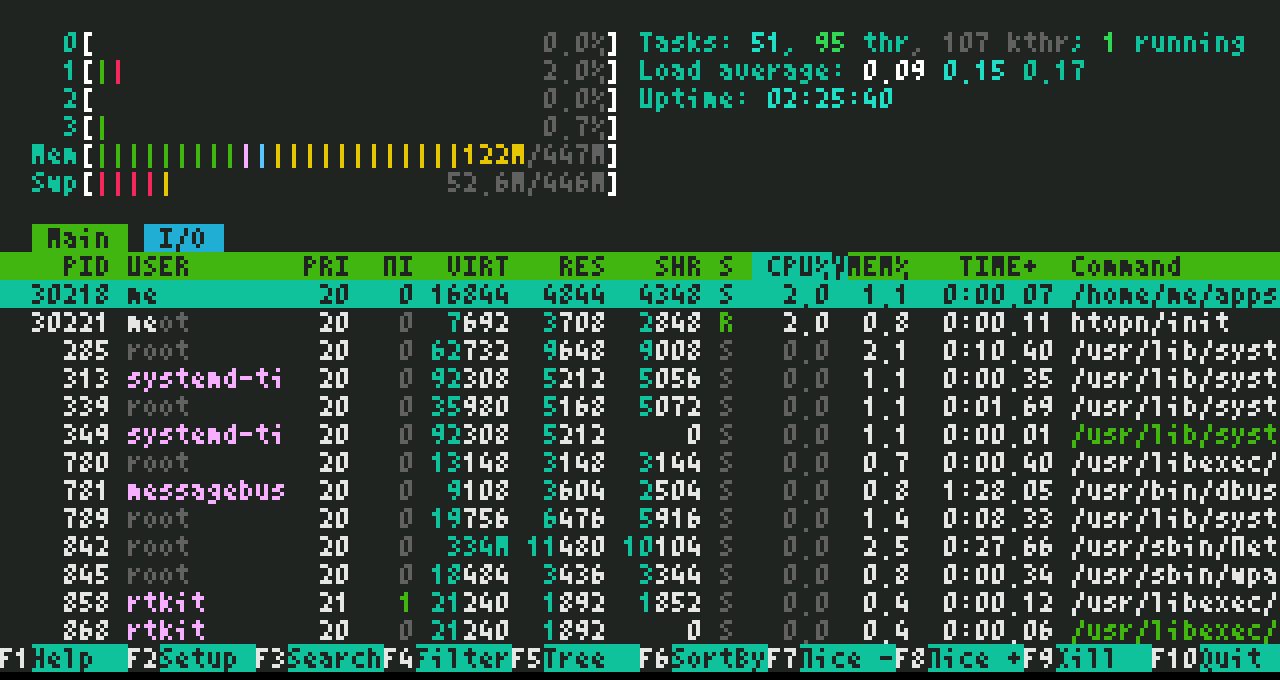 0[ 0.0%] Tasks: 51, 95 thr, 107 kthr; 1 running
1[|| 2.0%] Load average: 0.09 0.15 0.17
2[ 0.0%] Uptime: 02:25:40
3[| 0.7%]
Mem[|||||||||||||||||||||||122M/447M]
Swp[||||| 52.6M/446M]
Main I/O
PID USER PRI NI VIRT RES SHR S CPU%▽MEM% TIME+ Command
30218 me 20 0 16844 4844 4348 S 2.0 1.1 0:00.07 /home/me/apps
30221 meot 20 0 7692 3708 2848 R 2.0 0.8 0:00.11 htopn/init
285 root 20 0 62732 9648 9008 S 0.0 2.1 0:10.40 /usr/lib/syst
313 systemd-ti 20 0 92308 5212 5056 S 0.0 1.1 0:00.35 /usr/lib/syst
339 root 20 0 35980 5168 5072 S 0.0 1.1 0:01.69 /usr/lib/syst
349 systemd-ti 20 0 92308 5212 0 S 0.0 1.1 0:00.01 /usr/lib/syst
780 root 20 0 13148 3148 3144 S 0.0 0.7 0:00.40 /usr/libexec/
781 messagebus 20 0 9108 3604 2504 S 0.0 0.8 1:28.05 /usr/bin/dbus
789 root 20 0 19756 6476 5916 S 0.0 1.4 0:08.33 /usr/lib/syst
842 root 20 0 334M 11480 10104 S 0.0 2.5 0:27.66 /usr/sbin/Net
845 root 20 0 18484 3436 3344 S 0.0 0.8 0:00.34 /usr/sbin/wpa
858 rtkit 21 1 21240 1892 1852 S 0.0 0.4 0:00.12 /usr/libexec/
868 rtkit 20 0 21240 1892 0 S 0.0 0.4 0:00.06 /usr/libexec/
F1Help F2Setup F3SearchF4FilterF5Tree F6SortByF7Nice -F8Nice +F9Kill F10Quit